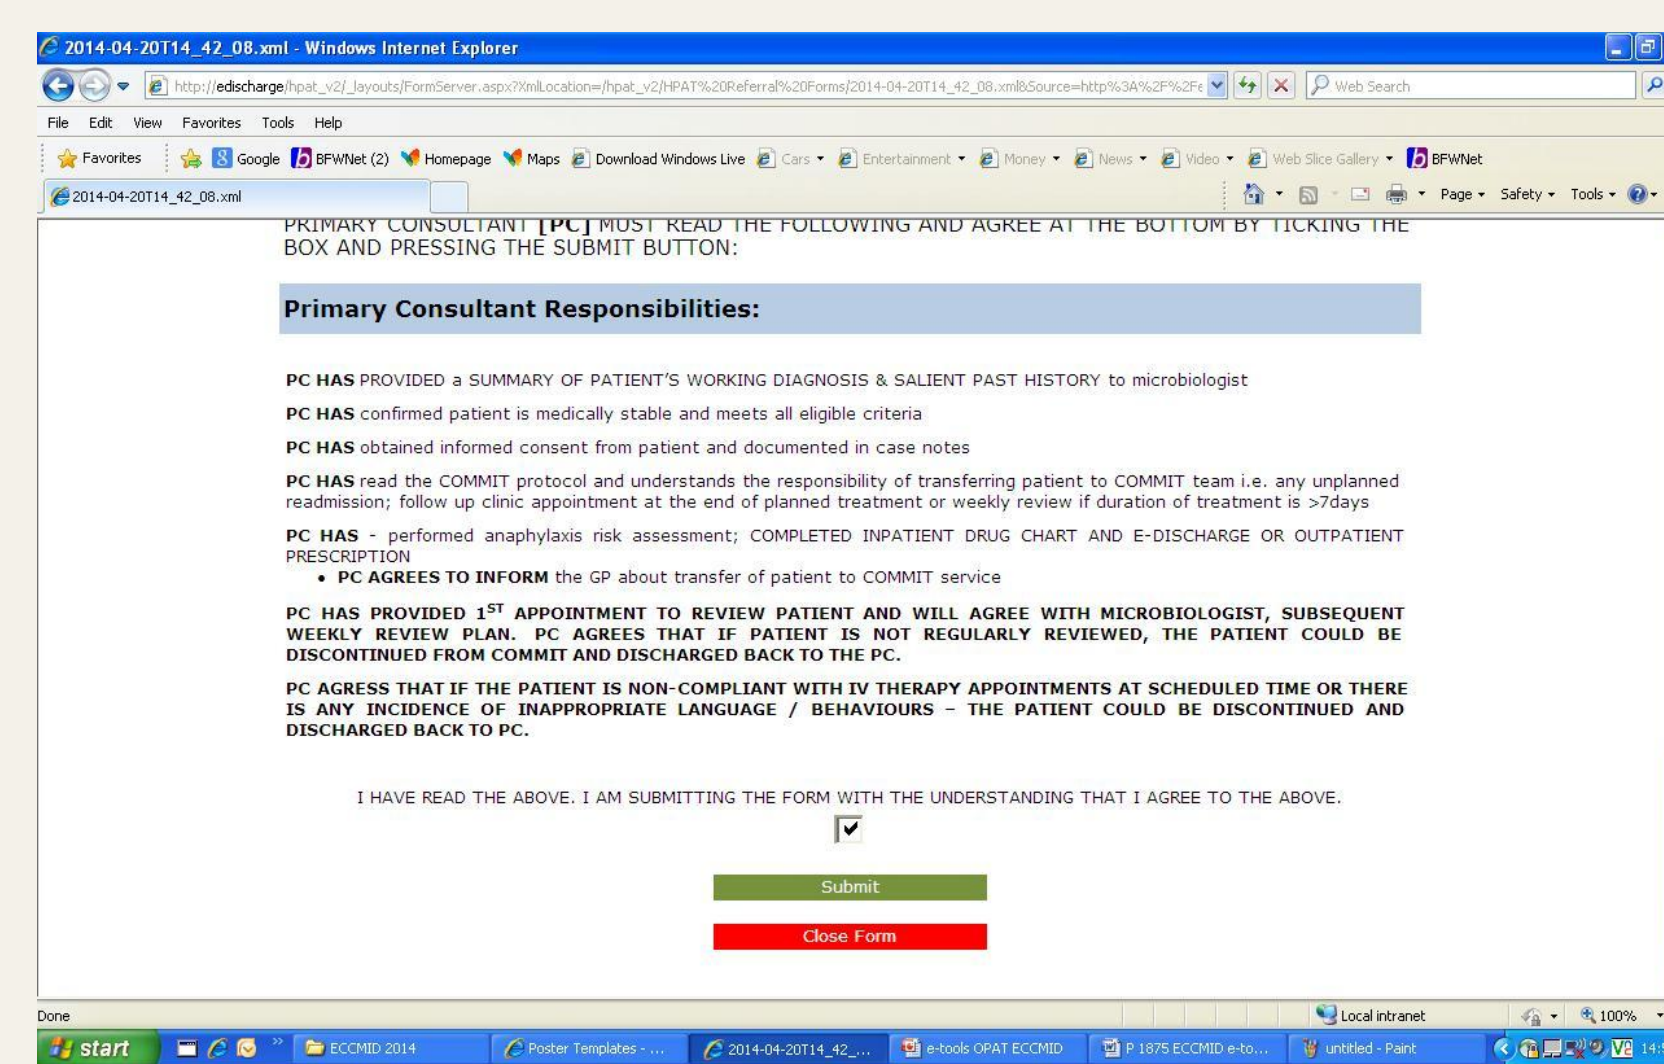 2014-04-20T14_42_08.xml - Windows Internet Explorer
http://edischarge/hpat_v2/_layouts/FormServer.aspx?XmlLocation=/hpat_v2/HPAT%20Referral%20Forms/2014-04-20T14_42_08.xml&Source=http%3A%2F%2Fe
Web Search
File Edit View Favorites Tools Help
Favorites Google BFWNet (2) Homepage Maps Download Windows Live Cars Entertainment Money News Video Web Slice Gallery BFWNet
2014-04-20T14_42_08.xml Page Safety Tools
PRIMARY CONSULTANT [PC] MUST READ THE FOLLOWING AND AGREE AT THE BOTTOM BY TICKING THE
BOX AND PRESSING THE SUBMIT BUTTON:
Primary Consultant Responsibilities:
PC HAS PROVIDED a SUMMARY OF PATIENT'S WORKING DIAGNOSIS & SALIENT PAST HISTORY to microbiologist
PC HAS confirmed patient is medically stable and meets all eligible criteria
PC HAS obtained informed consent from patient and documented in case notes
PC HAS read the COMMIT protocol and understands the responsibility of transferring patient to COMMIT team i.e. any unplanned
readmission; follow up clinic appointment at the end of planned treatment or weekly review if duration of treatment is >7days
PC HAS - performed anaphylaxis risk assessment; COMPLETED INPATIENT DRUG CHART AND E-DISCHARGE OR OUTPATIENT
PRESCRIPTION
• PC AGREES TO INFORM the GP about transfer of patient to COMMIT service
PC HAS PROVIDED 1ST APPOINTMENT TO REVIEW PATIENT AND WILL AGREE WITH MICROBIOLOGIST, SUBSEQUENT
WEEKLY REVIEW PLAN. PC AGREES THAT IF PATIENT IS NOT REGULARLY REVIEWED, THE PATIENT COULD BE
DISCONTINUED FROM COMMIT AND DISCHARGED BACK TO THE PC.
PC AGRESS THAT IF THE PATIENT IS NON-COMPLIANT WITH IV THERAPY APPOINTMENTS AT SCHEDULED TIME OR THERE
IS ANY INCIDENCE OF INAPPROPRIATE LANGUAGE / BEHAVIOURS – THE PATIENT COULD BE DISCONTINUED AND
DISCHARGED BACK TO PC.
I HAVE READ THE ABOVE. I AM SUBMITTING THE FORM WITH THE UNDERSTANDING THAT I AGREE TO THE ABOVE.
Submit
Close Form
Done Local intranet 100%
start ECCMID 2014 Poster Templates - ... 2014-04-20T14_42_... e-tools OPAT ECCMID P 1875 ECCMID e-to... untitled - Paint